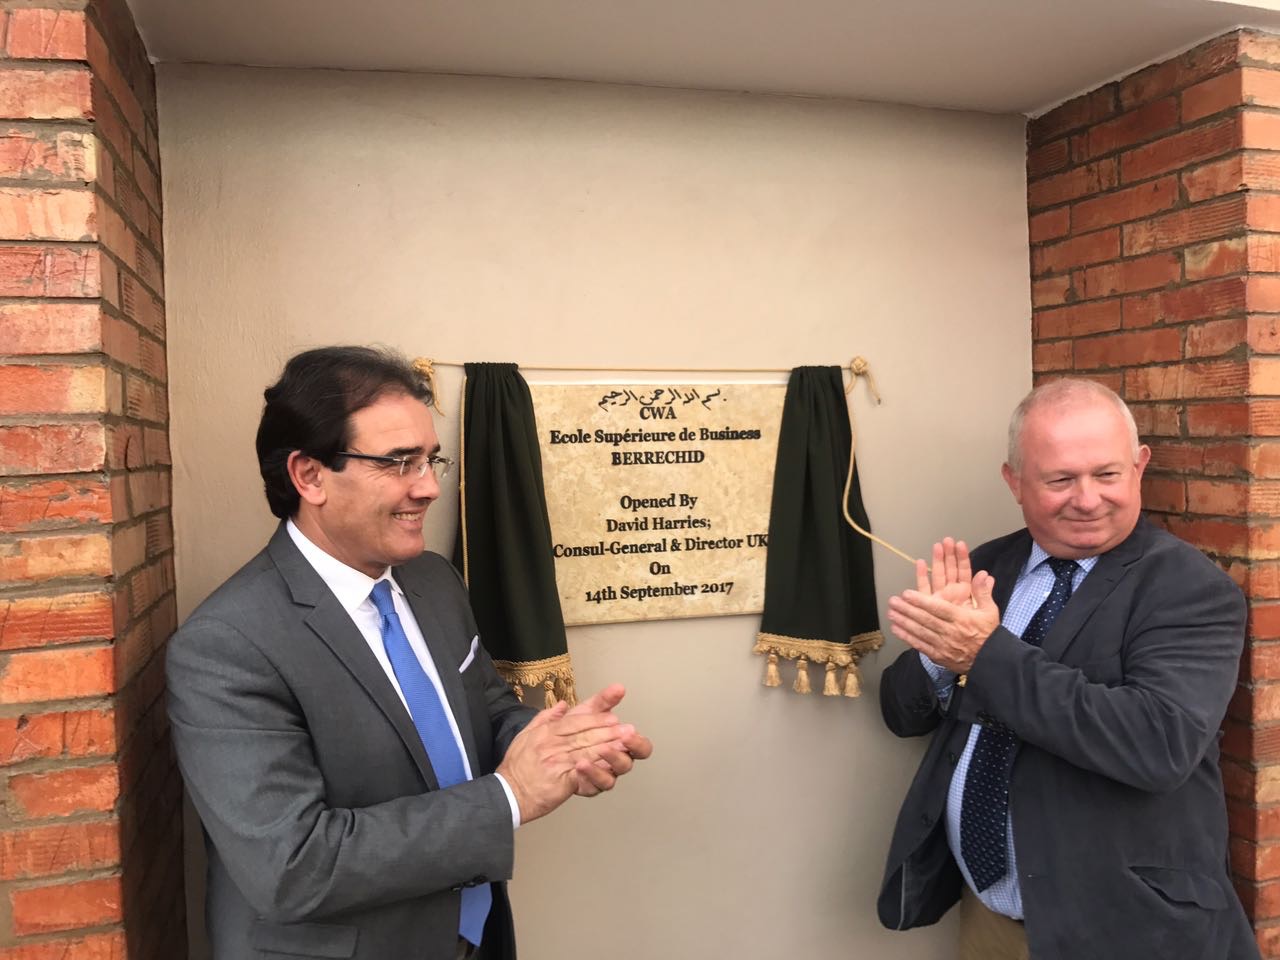 بسم الله الرحمن الرحيم
CWA
Ecole Supérieure de Business
BERRECHID
Opened By
David Harries;
Consul-General & Director UK
On
14th September 2017